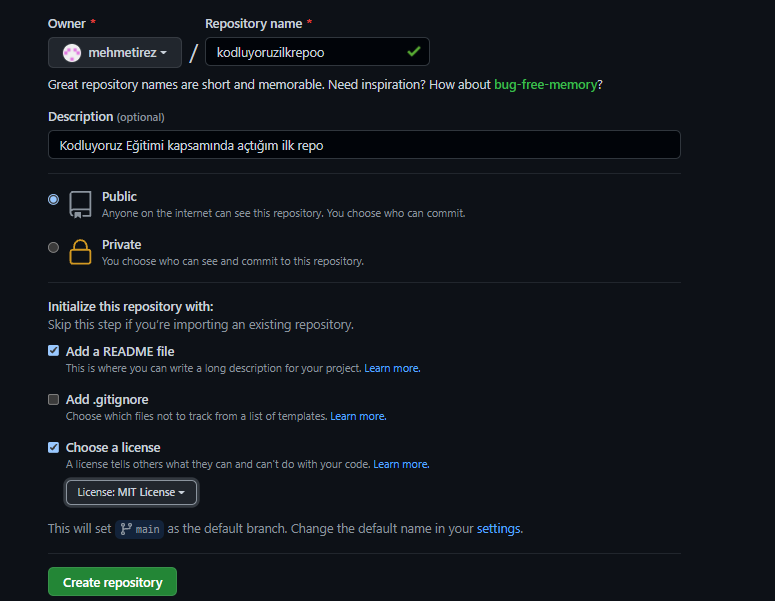 Owner * Repository name *
mehmetirez / kodluyoruzilkrepoo
Great repository names are short and memorable. Need inspiration? How about bug-free-memory?
Description (optional)
Kodluyoruz Eğitimi kapsamında açtığım ilk repo
Public
Anyone on the internet can see this repository. You choose who can commit.
Private
You choose who can see and commit to this repository.
Initialize this repository with:
Skip this step if you're importing an existing repository.
Add a README file
This is where you can write a long description for your project. Learn more.
Add .gitignore
Choose which files not to track from a list of templates. Learn more.
Choose a license
A license tells others what they can and can't do with your code. Learn more.
License: MIT License
This will set main as the default branch. Change the default name in your settings.
Create repository